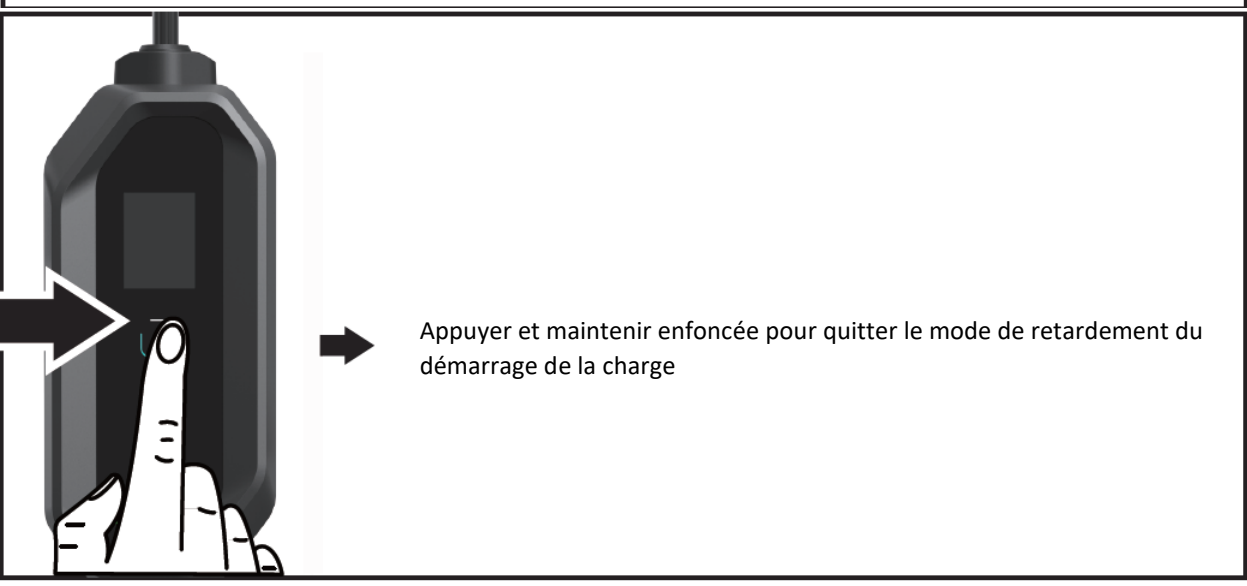 Appuyer et maintenir enfoncée pour quitter le mode de retardement du
démarrage de la charge